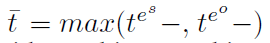 t̄ = max(t^{e^s}−, t^{e^o}−)